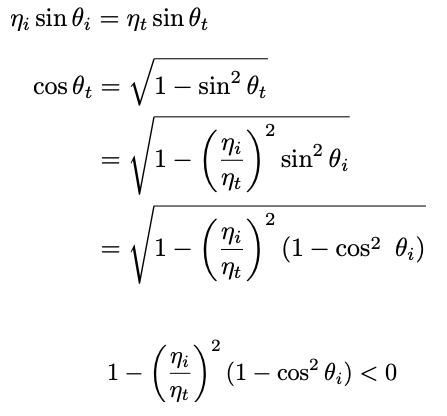 η_i sin θ_i = η_t sin θ_t
cos θ_t = √(1 − sin² θ_t)
= √(1 − (η_i/η_t)² sin² θ_i)
= √(1 − (η_i/η_t)² (1 − cos² θ_i))
1 − (η_i/η_t)² (1 − cos² θ_i) < 0